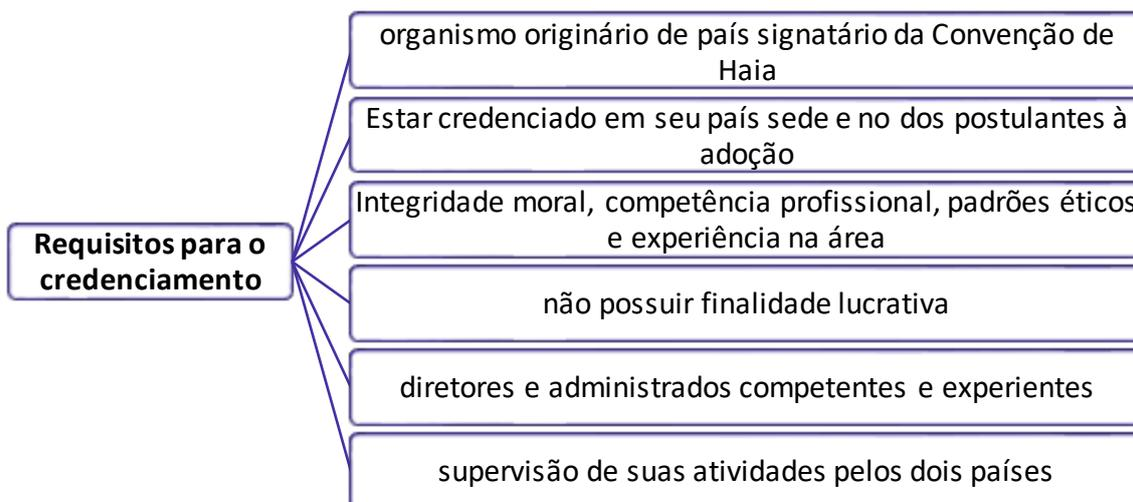 organismo originário de país signatário da Convenção de
Haia
Estar credenciado em seu país sede e no dos postulantes à
adoção
Integridade moral, competência profissional, padrões éticos
e experiência na área
Requisitos para o
credenciamento
não possuir finalidade lucrativa
diretores e administrados competentes e experientes
supervisão de suas atividades pelos dois países